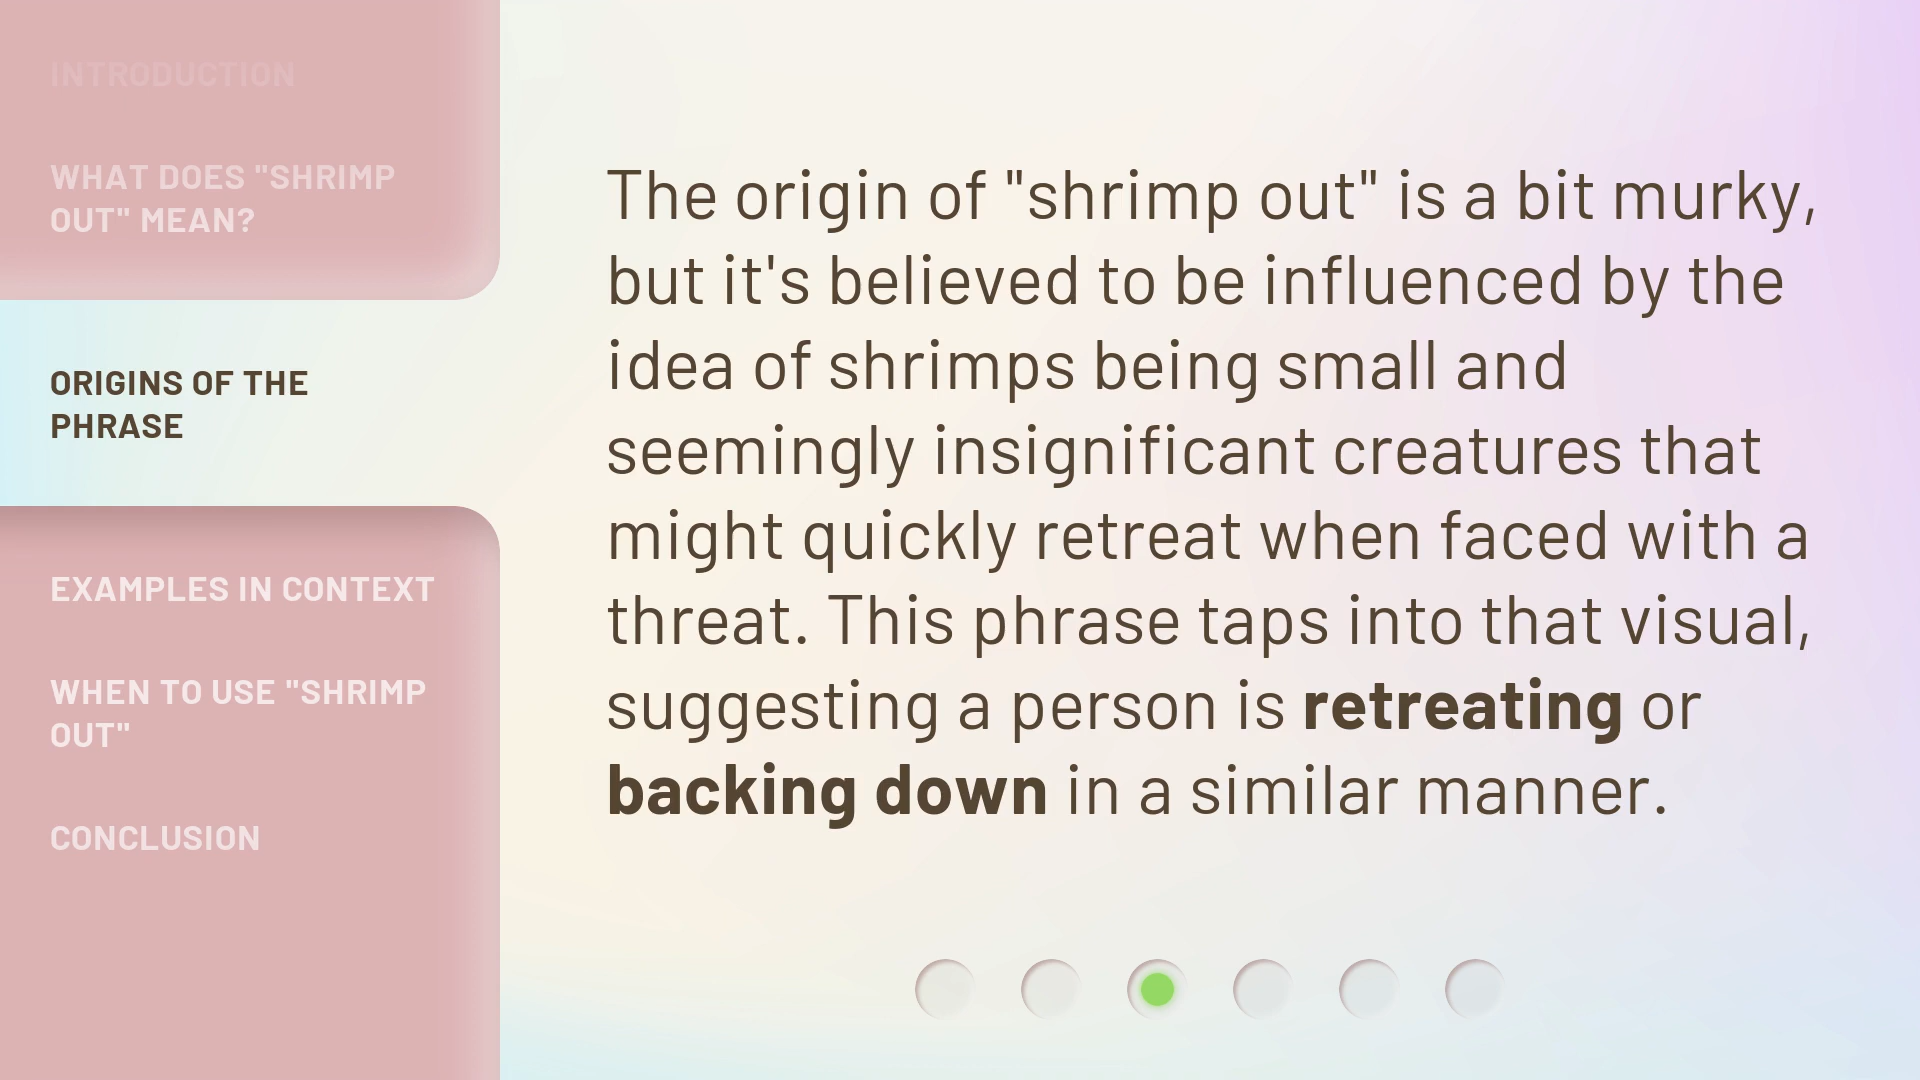 INTRODUCTION
WHAT DOES "SHRIMP
OUT" MEAN?
ORIGINS OF THE
PHRASE
EXAMPLES IN CONTEXT
WHEN TO USE "SHRIMP
OUT"
CONCLUSION
The origin of "shrimp out" is a bit murky,
but it's believed to be influenced by the
idea of shrimps being small and
seemingly insignificant creatures that
might quickly retreat when faced with a
threat. This phrase taps into that visual,
suggesting a person is retreating or
backing down in a similar manner.